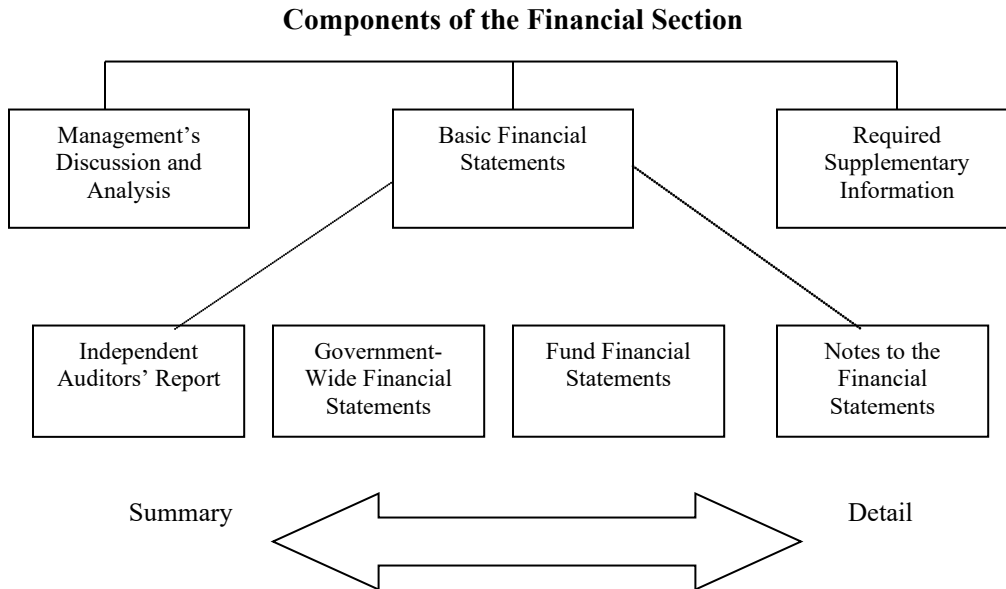 Components of the Financial Section
Management’s
Discussion and
Analysis
Basic Financial
Statements
Required
Supplementary
Information
Independent
Auditors’ Report
Government-
Wide Financial
Statements
Fund Financial
Statements
Notes to the
Financial
Statements
Summary
Detail